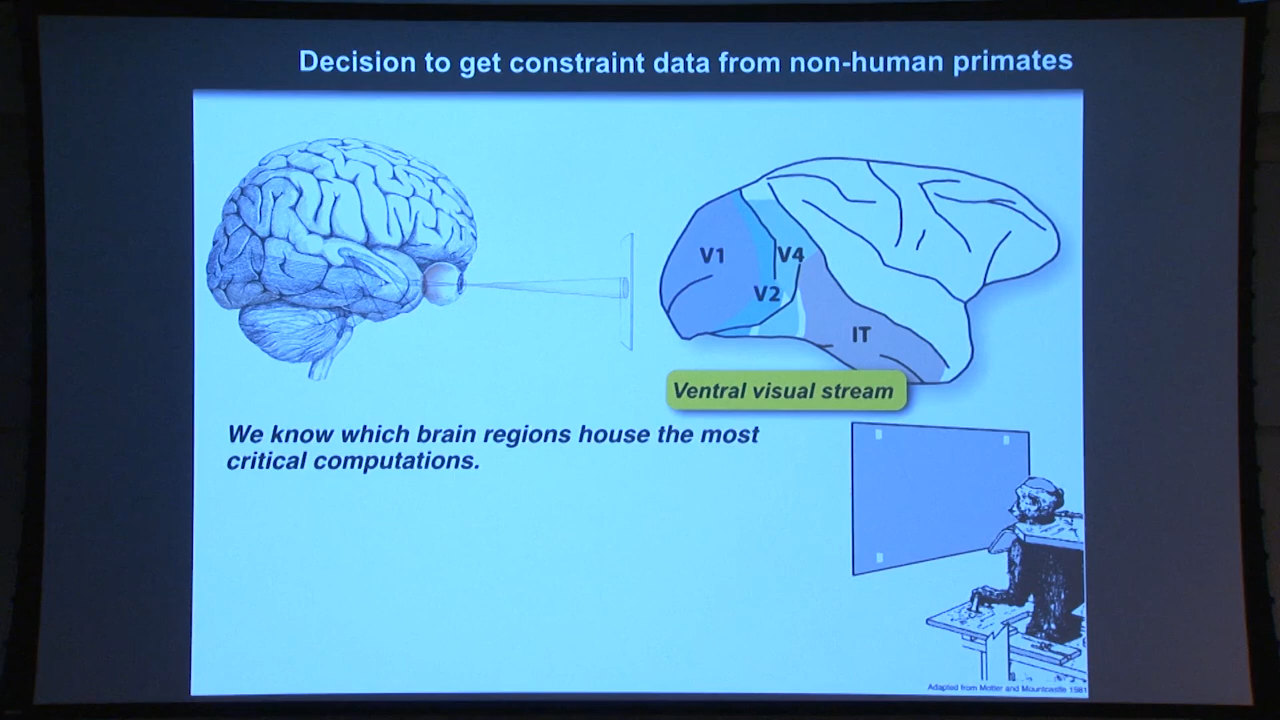 Decision to get constraint data from non-human primates
V1
V4
V2
IT
Ventral visual stream
We know which brain regions house the most
critical computations.
Adapted from Motter and Mountcastle 1981